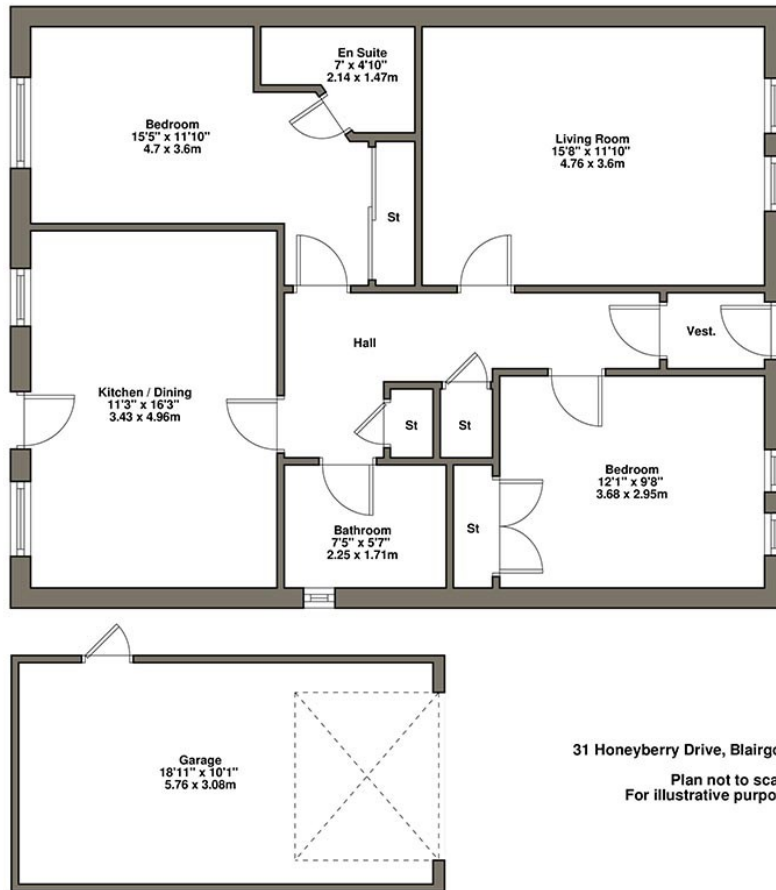 En Suite
7' x 4'10"
2.14 x 1.47m
Bedroom
15'5" x 11'10"
4.7 x 3.6m
Living Room
15'8" x 11'10"
4.76 x 3.6m
St
Hall
Vest.
Kitchen / Dining
11'3" x 16'3"
3.43 x 4.96m
St
St
Bedroom
12'1" x 9'8"
3.68 x 2.95m
St
Bathroom
7'5" x 5'7"
2.25 x 1.71m
Garage
18'11" x 10'1"
5.76 x 3.08m
31 Honeyberry Drive,
Plan not to
For illustrative